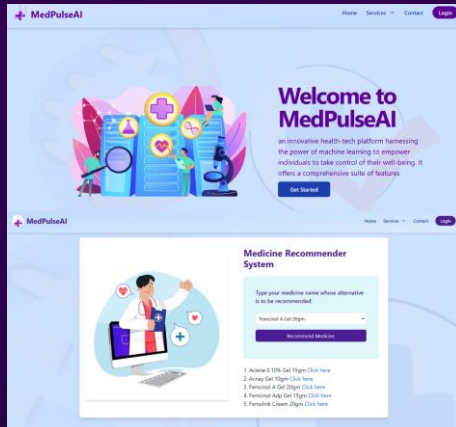 MedPulseAI
Home Services Contact Login
Welcome to
MedPulseAI
an innovative health-tech platform harnessing
the power of machine learning to empower
individuals to take control of their well-being. It
offers a comprehensive suite of features
Get Started
MedPulseAI
Home Services Contact Login
Medicine Recommender
System
Type your medicine name whose alternative
is to be recommended:
Femcinol A Gel 20gm
Recommend Medicine
1. Aclene 0.10% Gel 15gm Click here
2. Acnay Gel 10gm Click here
3. Femcinol A Gel 20gm Click here
4. Femcinol Adp Gel 15gm Click here
5. Femolink Cream 20gm Click here